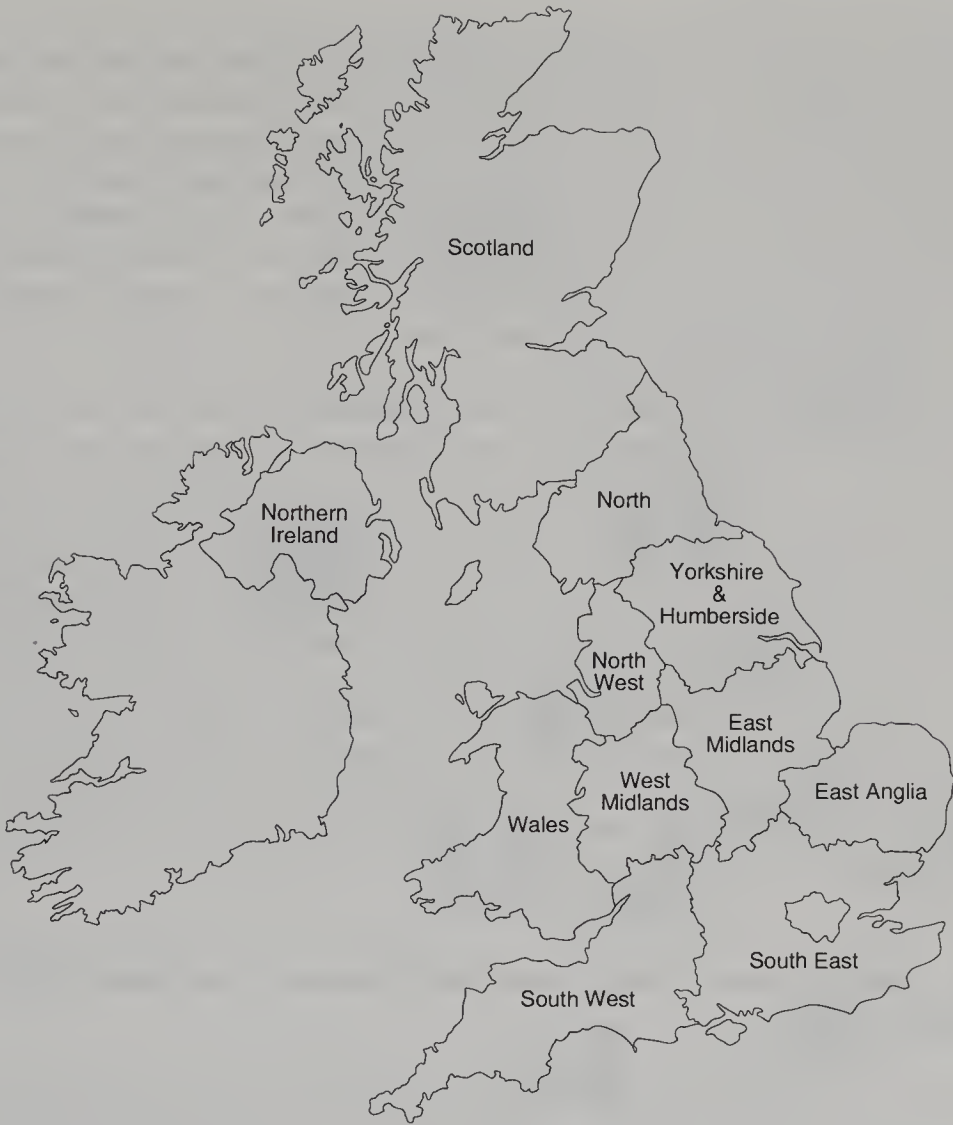 Scotland
Northern
Ireland
North
Yorkshire
&
Humberside
North
West
East
Midlands
West
Midlands
East Anglia
Wales
South East
South West